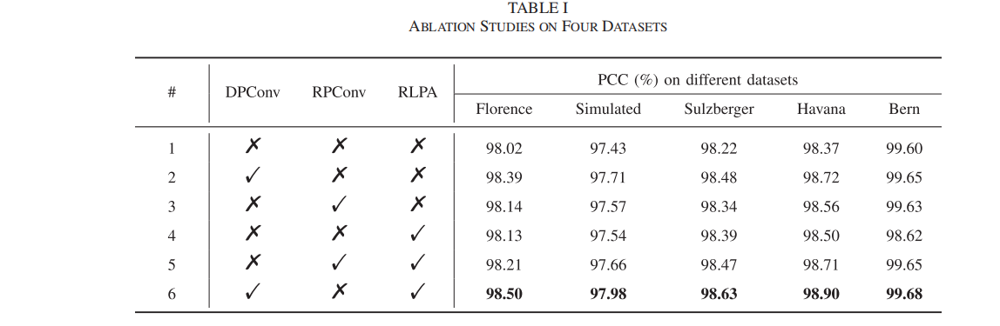 TABLE I
ABLATION STUDIES ON FOUR DATASETS
# DPConv RPConv RLPA PCC (%) on different datasets
Florence Simulated Sulzberger Havana Bern
1 ✗ ✗ ✗ 98.02 97.43 98.22 98.37 99.60
2 ✓ ✗ ✗ 98.39 97.71 98.48 98.72 99.65
3 ✗ ✓ ✗ 98.14 97.57 98.34 98.56 99.63
4 ✗ ✗ ✓ 98.13 97.54 98.39 98.50 98.62
5 ✗ ✓ ✓ 98.21 97.66 98.47 98.71 99.65
6 ✓ ✗ ✓ 98.50 97.98 98.63 98.90 99.68